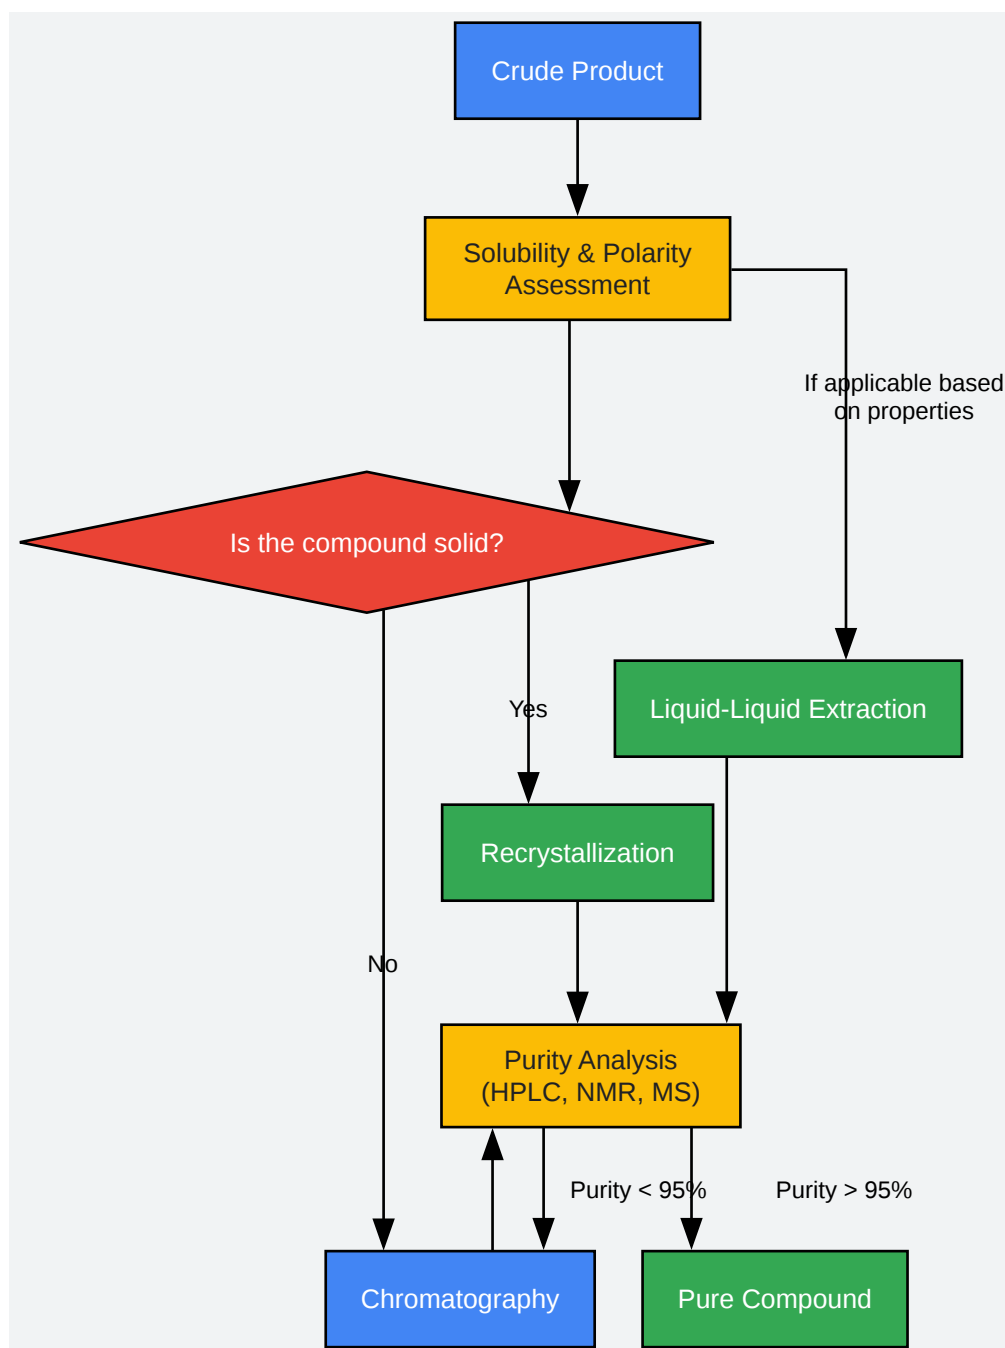 Crude Product
Solubility & Polarity
Assessment
If applicable based
on properties
Is the compound solid?
Yes
Liquid-Liquid Extraction
Recrystallization
No
Purity Analysis
(HPLC, NMR, MS)
Purity < 95%
Purity > 95%
Chromatography
Pure Compound